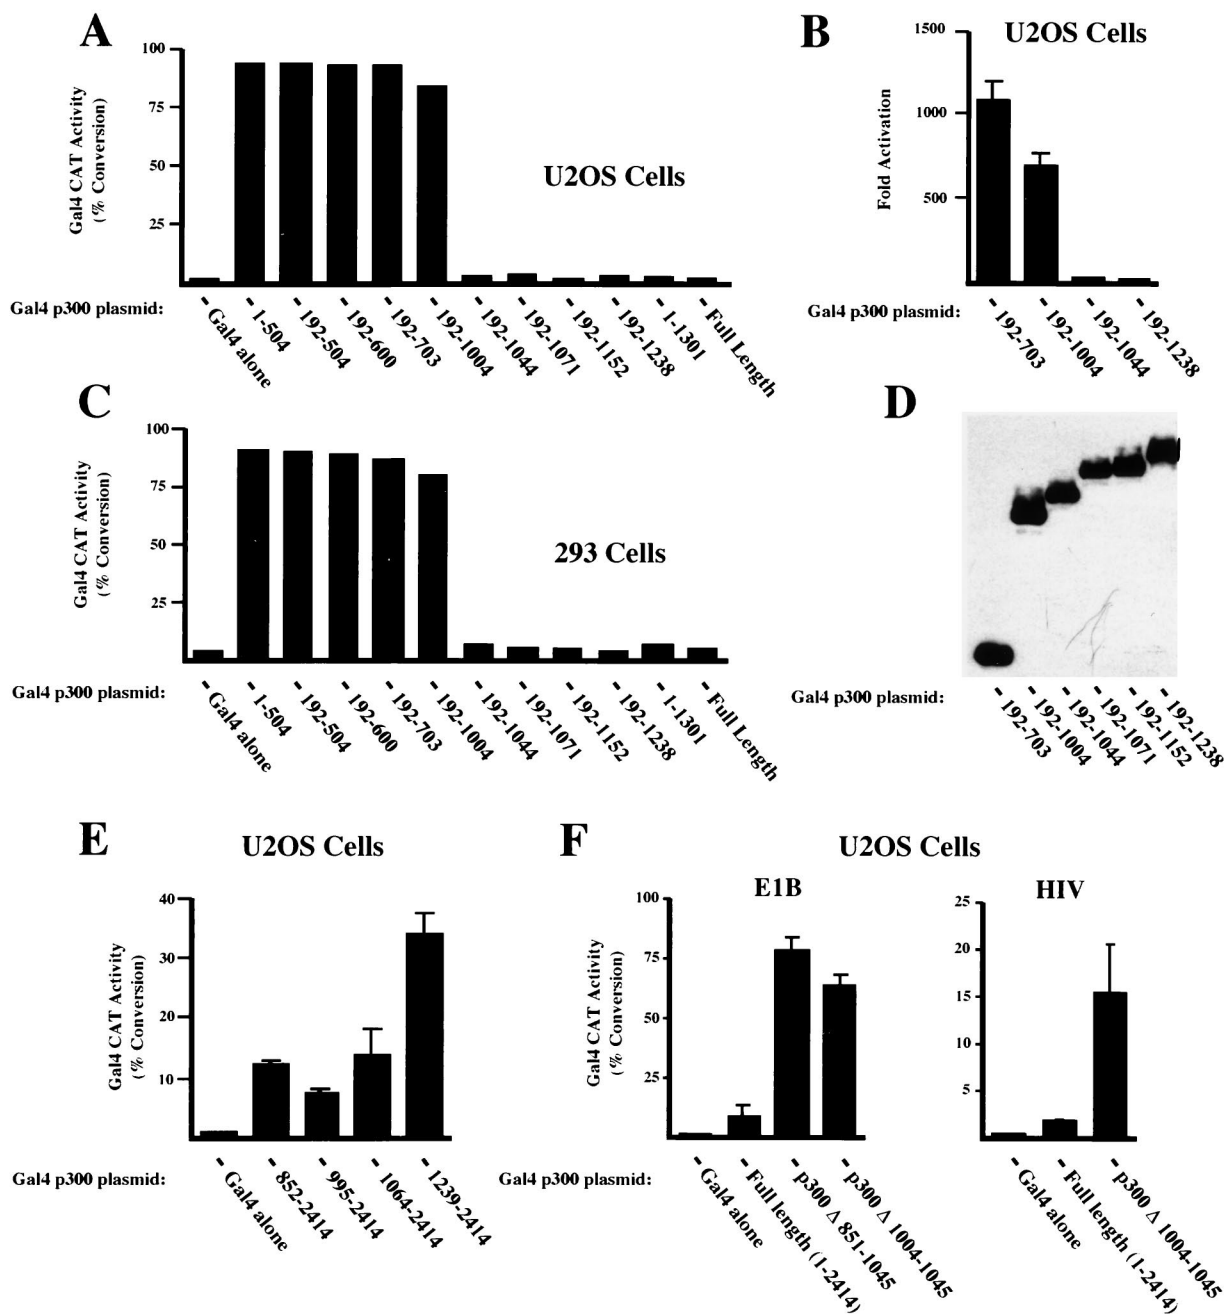 A
100
75
50
25
Gal4 CAT Activity
(% Conversion)
U2OS Cells
Gal4 p300 plasmid:
Gal4 alone
1-504
192-504
192-600
192-703
192-1004
192-1044
192-1071
192-1152
192-1238
1-1301
Full Length
B
U2OS Cells
1500
1000
500
Fold Activation
Gal4 p300 plasmid:
192-703
192-1004
192-1044
192-1238
C
100
75
50
25
Gal4 CAT Activity
(% Conversion)
293 Cells
Gal4 p300 plasmid:
Gal4 alone
1-504
192-504
192-600
192-703
192-1004
192-1044
192-1071
192-1152
192-1238
1-1301
Full Length
D
Gal4 p300 plasmid:
192-703
192-1004
192-1044
192-1071
192-1152
192-1238
E
U2OS Cells
40
30
20
10
Gal4 CAT Activity
(% Conversion)
Gal4 p300 plasmid:
Gal4 alone
852-2414
995-2414
1064-2414
1239-2414
F
U2OS Cells
E1B
100
75
50
25
Gal4 CAT Activity
(% Conversion)
Gal4 p300 plasmid:
Gal4 alone
Full length (1-2414)
p300 Δ 851-1045
p300 Δ 1004-1045
HIV
25
20
15
10
5
Gal4 alone
Full length (1-2414)
p300 Δ 1004-1045